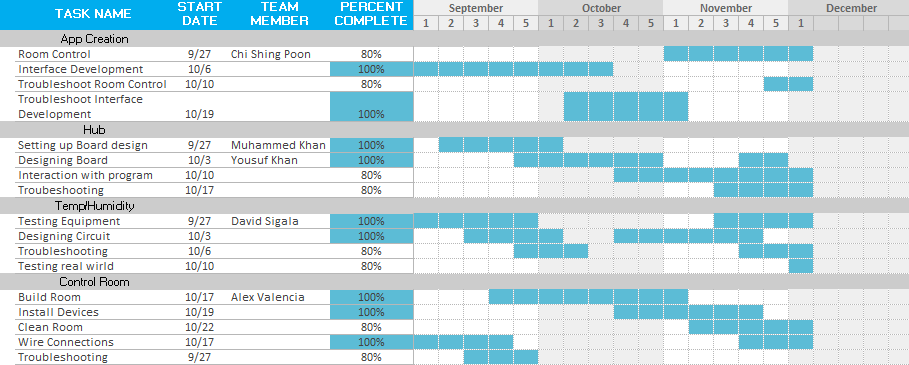 TASK NAME START DATE TEAM MEMBER PERCENT COMPLETE September October November December
1 2 3 4 5 1 2 3 4 5 1 2 3 4 5 1
App Creation
Room Control 9/27 Chi Shing Poon 80%
Interface Development 10/6 100%
Troubleshoot Room Control 10/10 80%
Troubleshoot Interface
Development 10/19 100%
Hub
Setting up Board design 9/27 Muhammed Khan 100%
Designing Board 10/3 Yousuf Khan 100%
Interaction with program 10/10 80%
Troubeshooting 10/17 80%
Temp/Humidity
Testing Equipment 9/27 David Sigala 100%
Designing Circuit 10/3 100%
Troubleshooting 10/6 80%
Testing real wirld 10/10 80%
Control Room
Build Room 10/17 Alex Valencia 100%
Install Devices 10/19 100%
Clean Room 10/22 80%
Wire Connections 10/17 100%
Troubleshooting 9/27 80%